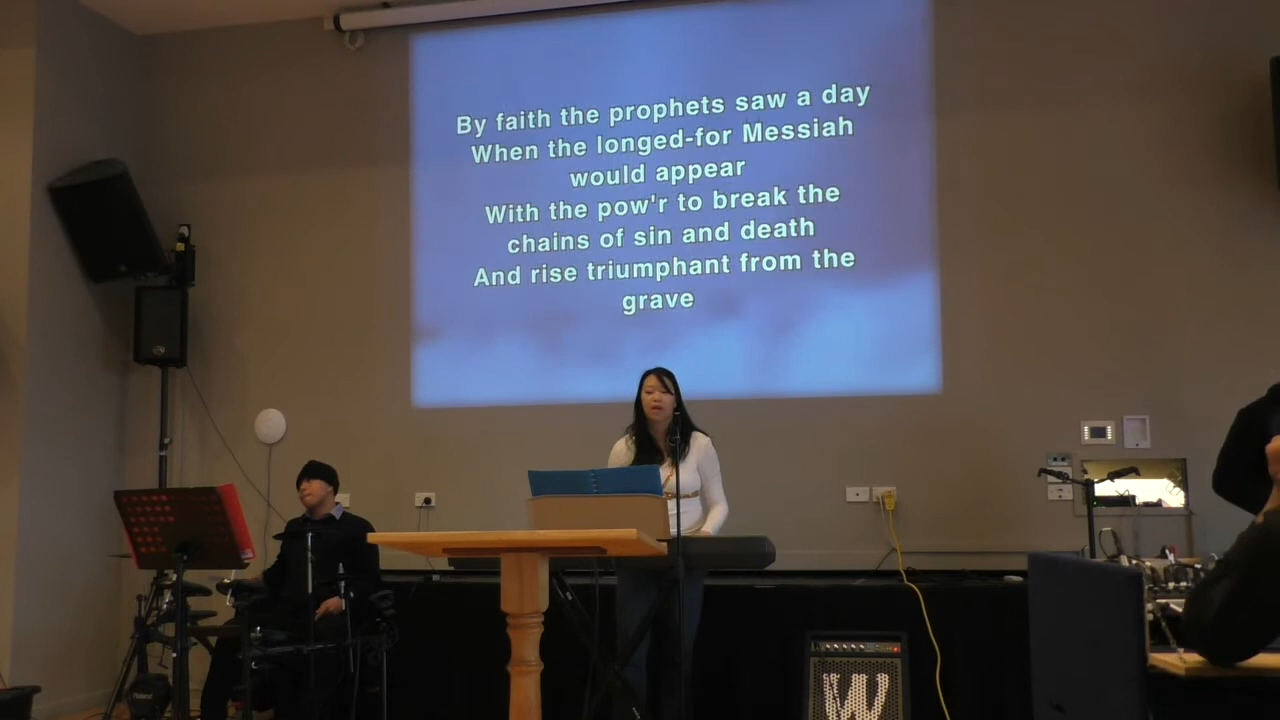 By faith the prophets saw a day
When the longed-for Messiah
would appear
With the pow'r to break the
chains of sin and death
And rise triumphant from the
grave
Roland
W